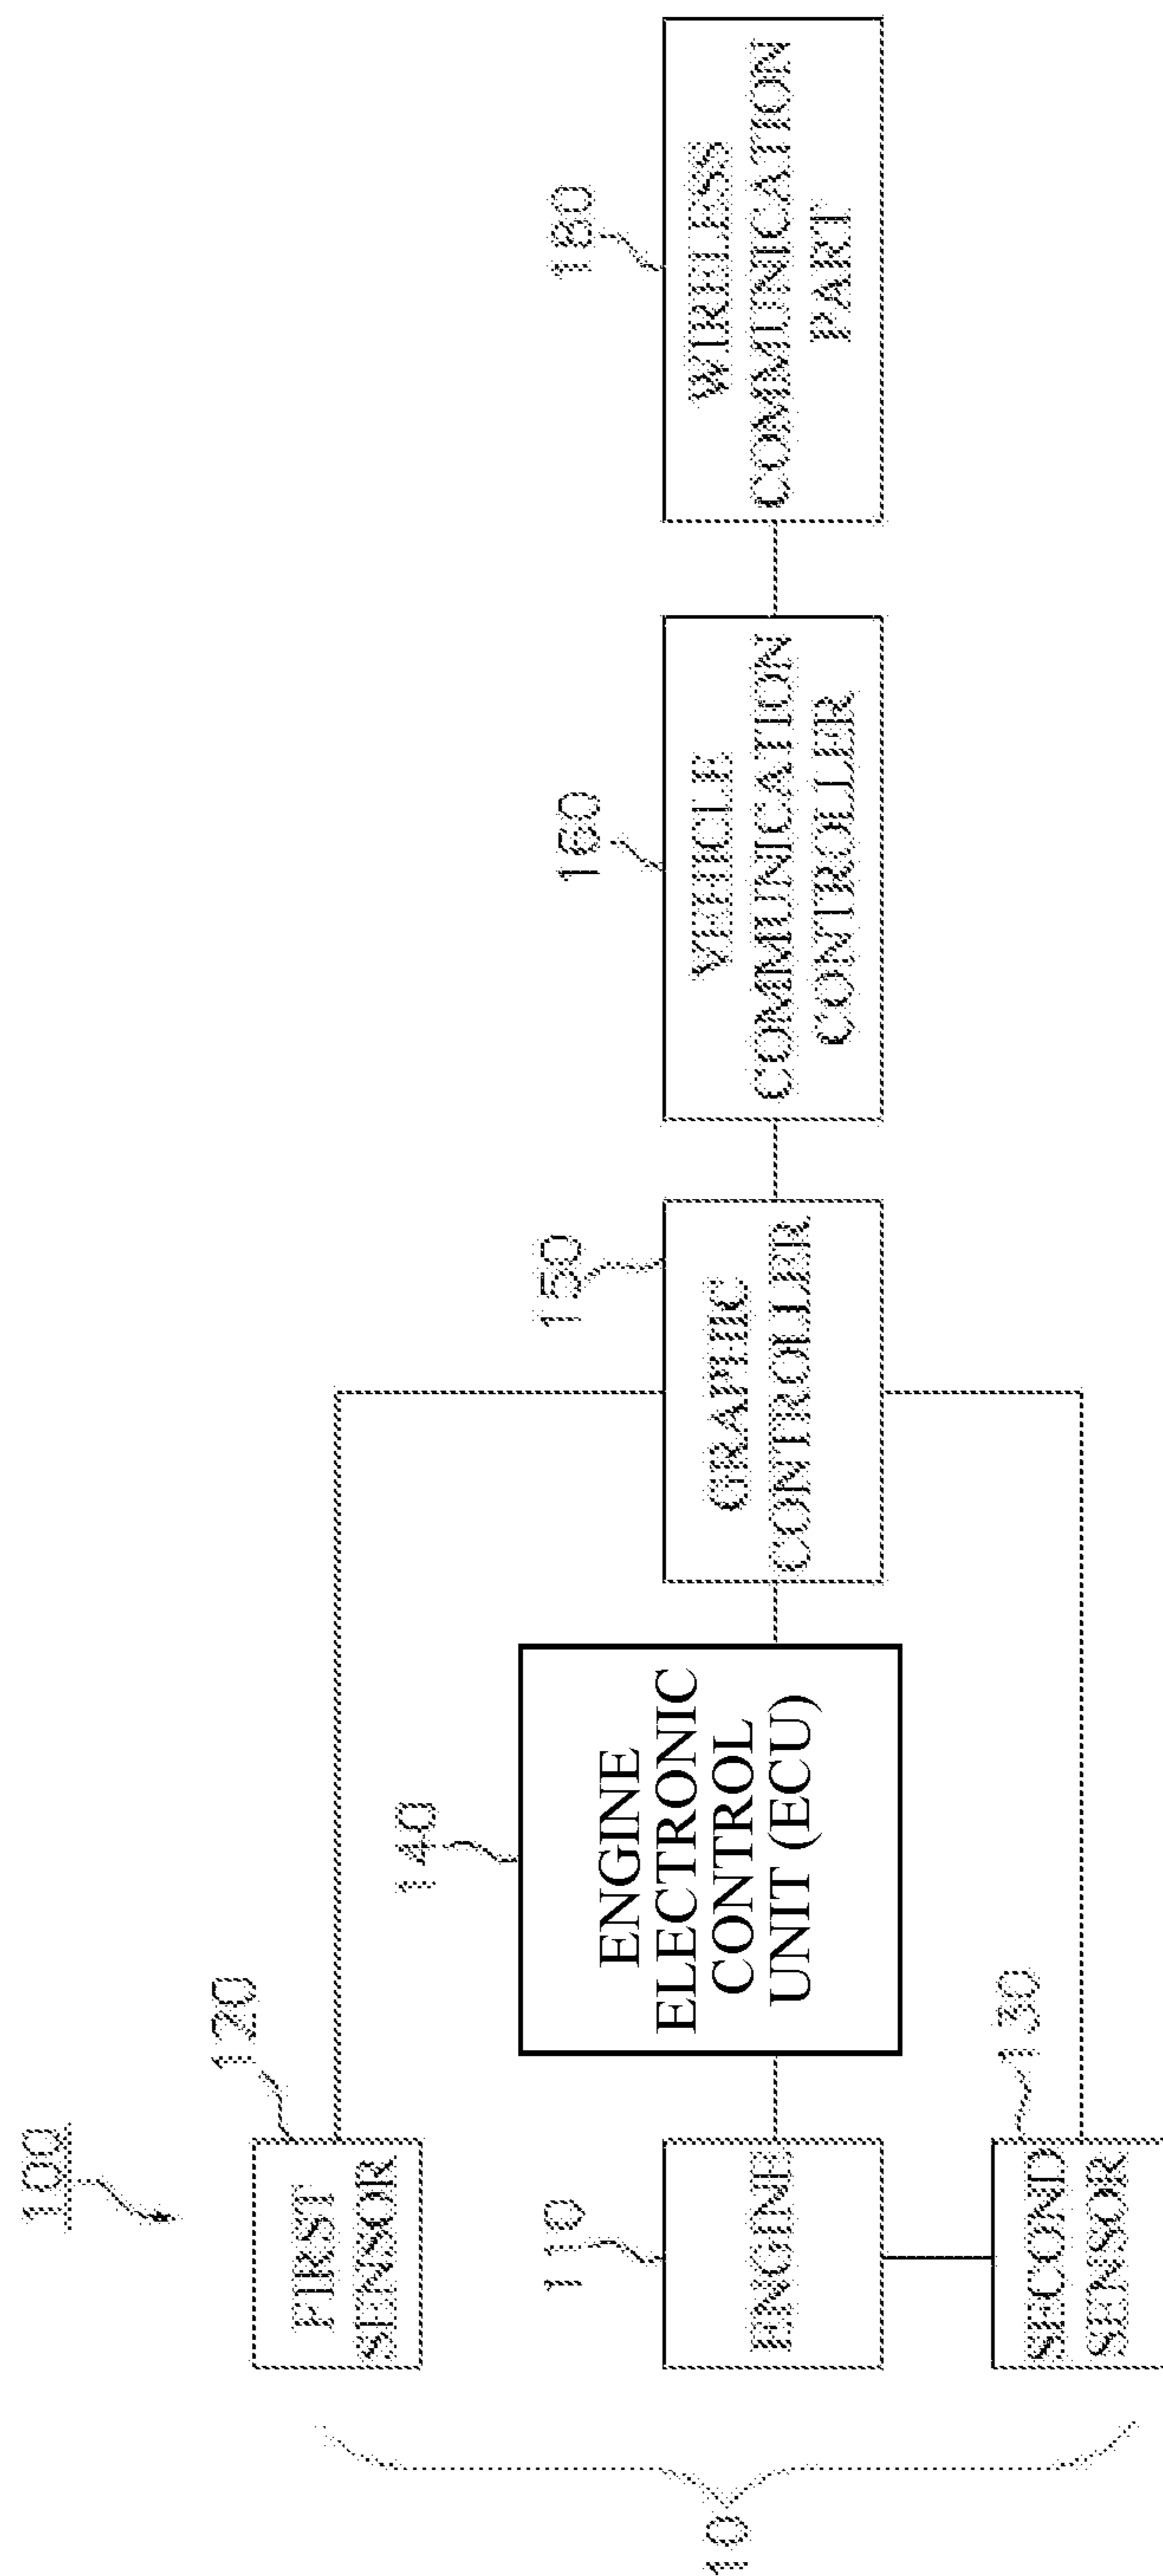 100
120
FIRST
SENSOR
140
ENGINE
ELECTRONIC
CONTROL
UNIT (ECU)
110
ENGINE
150
GRAPHIC
CONTROLLER
160
VEHICLE
COMMUNICATION
CONTROLLER
180
WIRELESS
COMMUNICATION
PART
10
130
SECOND
SENSOR